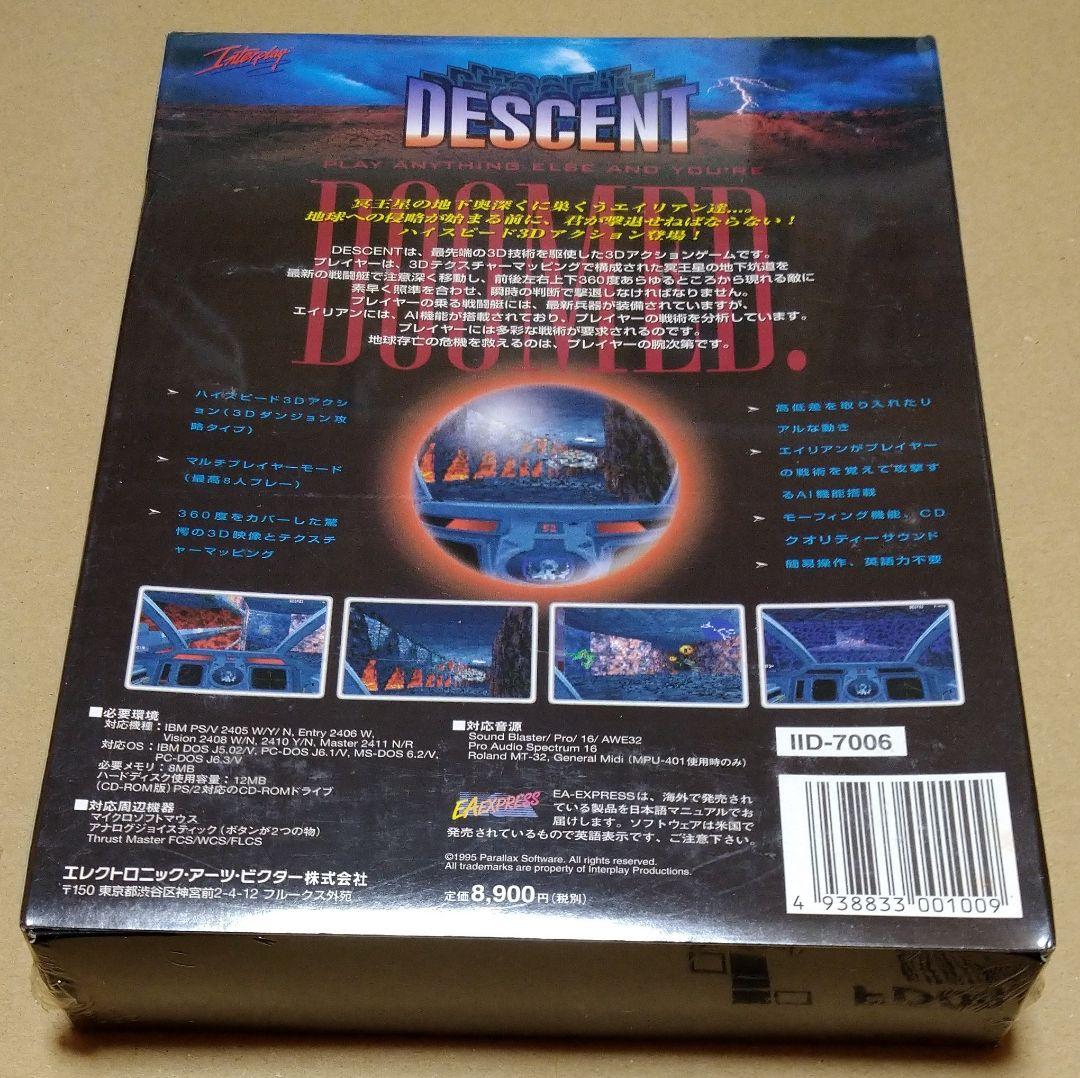 Interplay
DESCENT
PLAY ANYTHING ELSE AND YOU'RE
DOOMED.
冥王星の地下奥深くに巣くうエイリアン達...。
地球への侵略が始まる前に、君が撃退せねばならない！
ハイスピード3Dアクション登場！
DESCENTは、最先端の3D技術を駆使した3Dアクションゲームです。
プレイヤーは、3Dテクスチャーマッピングで構成された冥王星の地下坑道を
最新の戦闘艇で注意深く移動し、前後左右上下360度あらゆるところから現れる敵に
素早く照準を合わせ、瞬時の判断で撃退しなければなりません。
プレイヤーの乗る戦闘艇には、最新兵器が装備されていますが、
エイリアンには、AI機能が搭載されており、プレイヤーの戦術を分析しています。
プレイヤーには多彩な戦術が要求されるのです。
地球存亡の危機を救えるのは、プレイヤーの腕次第です。
➤ ハイスピード3Dアクシ
ョン(3Dダンジョン攻
略タイプ)
➤ マルチプレイヤーモード
(最高8人プレー)
➤ 360度をカバーした驚
愕の3D映像とテクスチ
ャーマッピング
➤ 高低差を取り入れたリ
アルな動き
➤ エイリアンがプレイヤー
の戦術を覚えて攻撃す
るAI機能搭載
➤ モーフィング機能、CD
クオリティーサウンド
➤ 簡易操作、英語力不要
■必要環境
対応機種：IBM PS/V 2405 W/Y/ N, Entry 2406 W,
Vision 2408 W/N, 2410 Y/N, Master 2411 N/R
対応OS：IBM DOS J5.02/V, PC-DOS J6.1/V, MS-DOS 6.2/V,
PC-DOS J6.3/V
必要メモリ：8MB
ハードディスク使用容量：12MB
(CD-ROM版) PS/2対応のCD-ROMドライブ
■対応周辺機器
マイクロソフトマウス
アナログジョイスティック（ボタンが2つの物）
Thrust Master FCS/WCS/FLCS
エレクトロニック・アーツ・ビクター株式会社
〒150 東京都渋谷区神宮前2-4-12 フルークス外苑
■対応音源
Sound Blaster/ Pro/ 16/ AWE32
Pro Audio Spectrum 16
Roland MT-32, General Midi (MPU-401使用時のみ)
EA EXPRESS
EA-EXPRESSは、海外で発売され
ている製品を日本語マニュアルでお
届けします。ソフトウェアは米国で
発売されているもので英語表示です、ご注意下さい。
©1995 Parallax Software. All rights reserved.
All trademarks are property of Interplay Productions.
定価8,900円(税別)
IID-7006
4 938833 001009